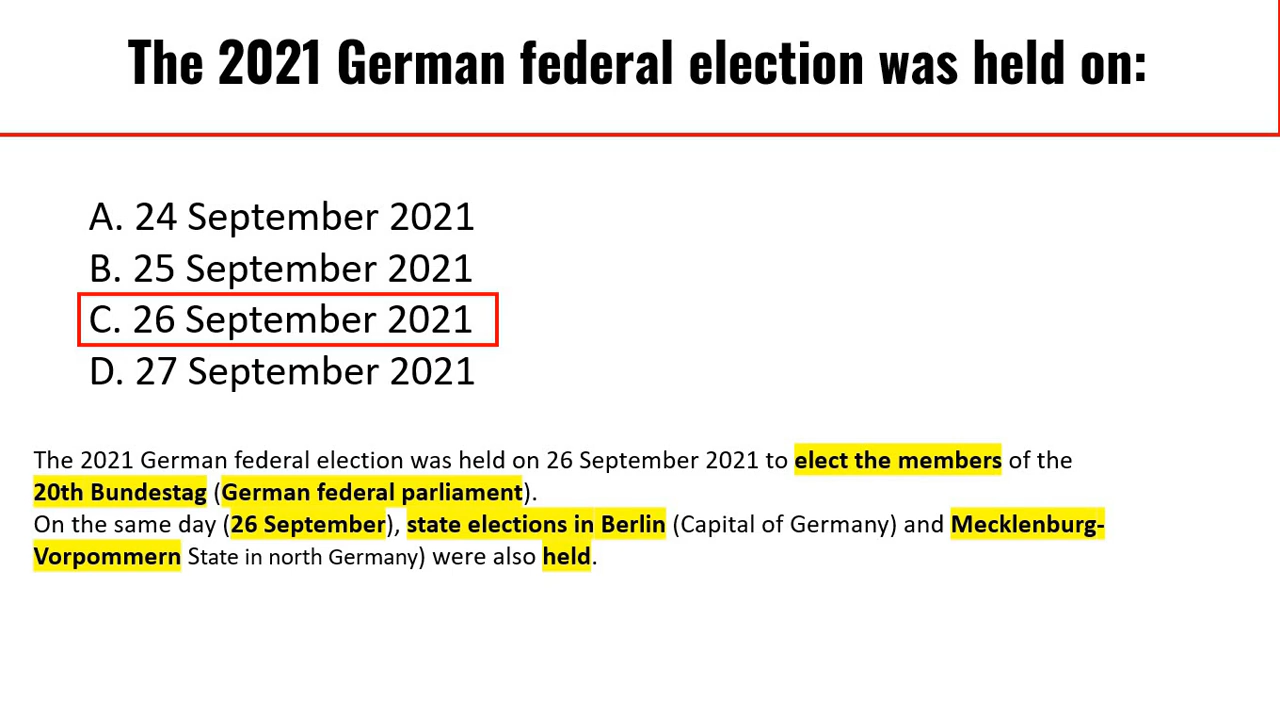 The 2021 German federal election was held on:
A. 24 September 2021
B. 25 September 2021
C. 26 September 2021
D. 27 September 2021
The 2021 German federal election was held on 26 September 2021 to elect the members of the
20th Bundestag (German federal parliament).
On the same day (26 September), state elections in Berlin (Capital of Germany) and Mecklenburg-
Vorpommern State in north Germany) were also held.